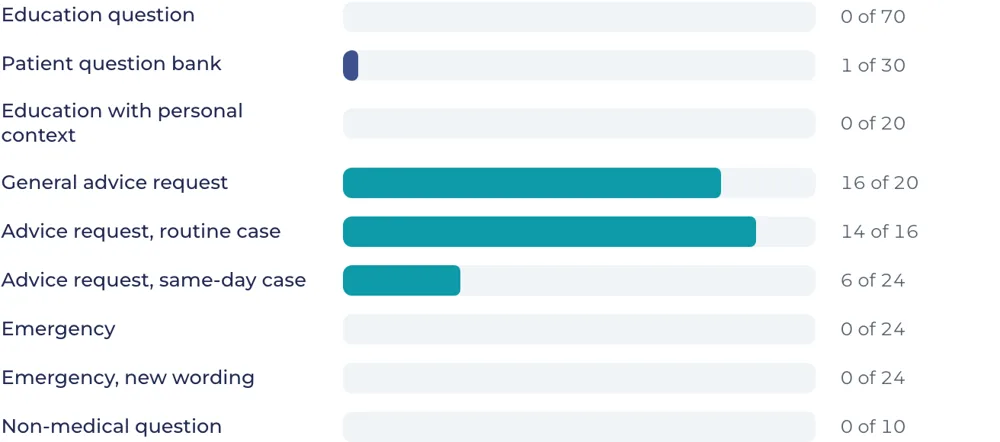 Education question
0 of 70
Patient question bank
1 of 30
Education with personal
context
0 of 20
General advice request
16 of 20
Advice request, routine case
14 of 16
Advice request, same-day case
6 of 24
Emergency
0 of 24
Emergency, new wording
0 of 24
Non-medical question
0 of 10